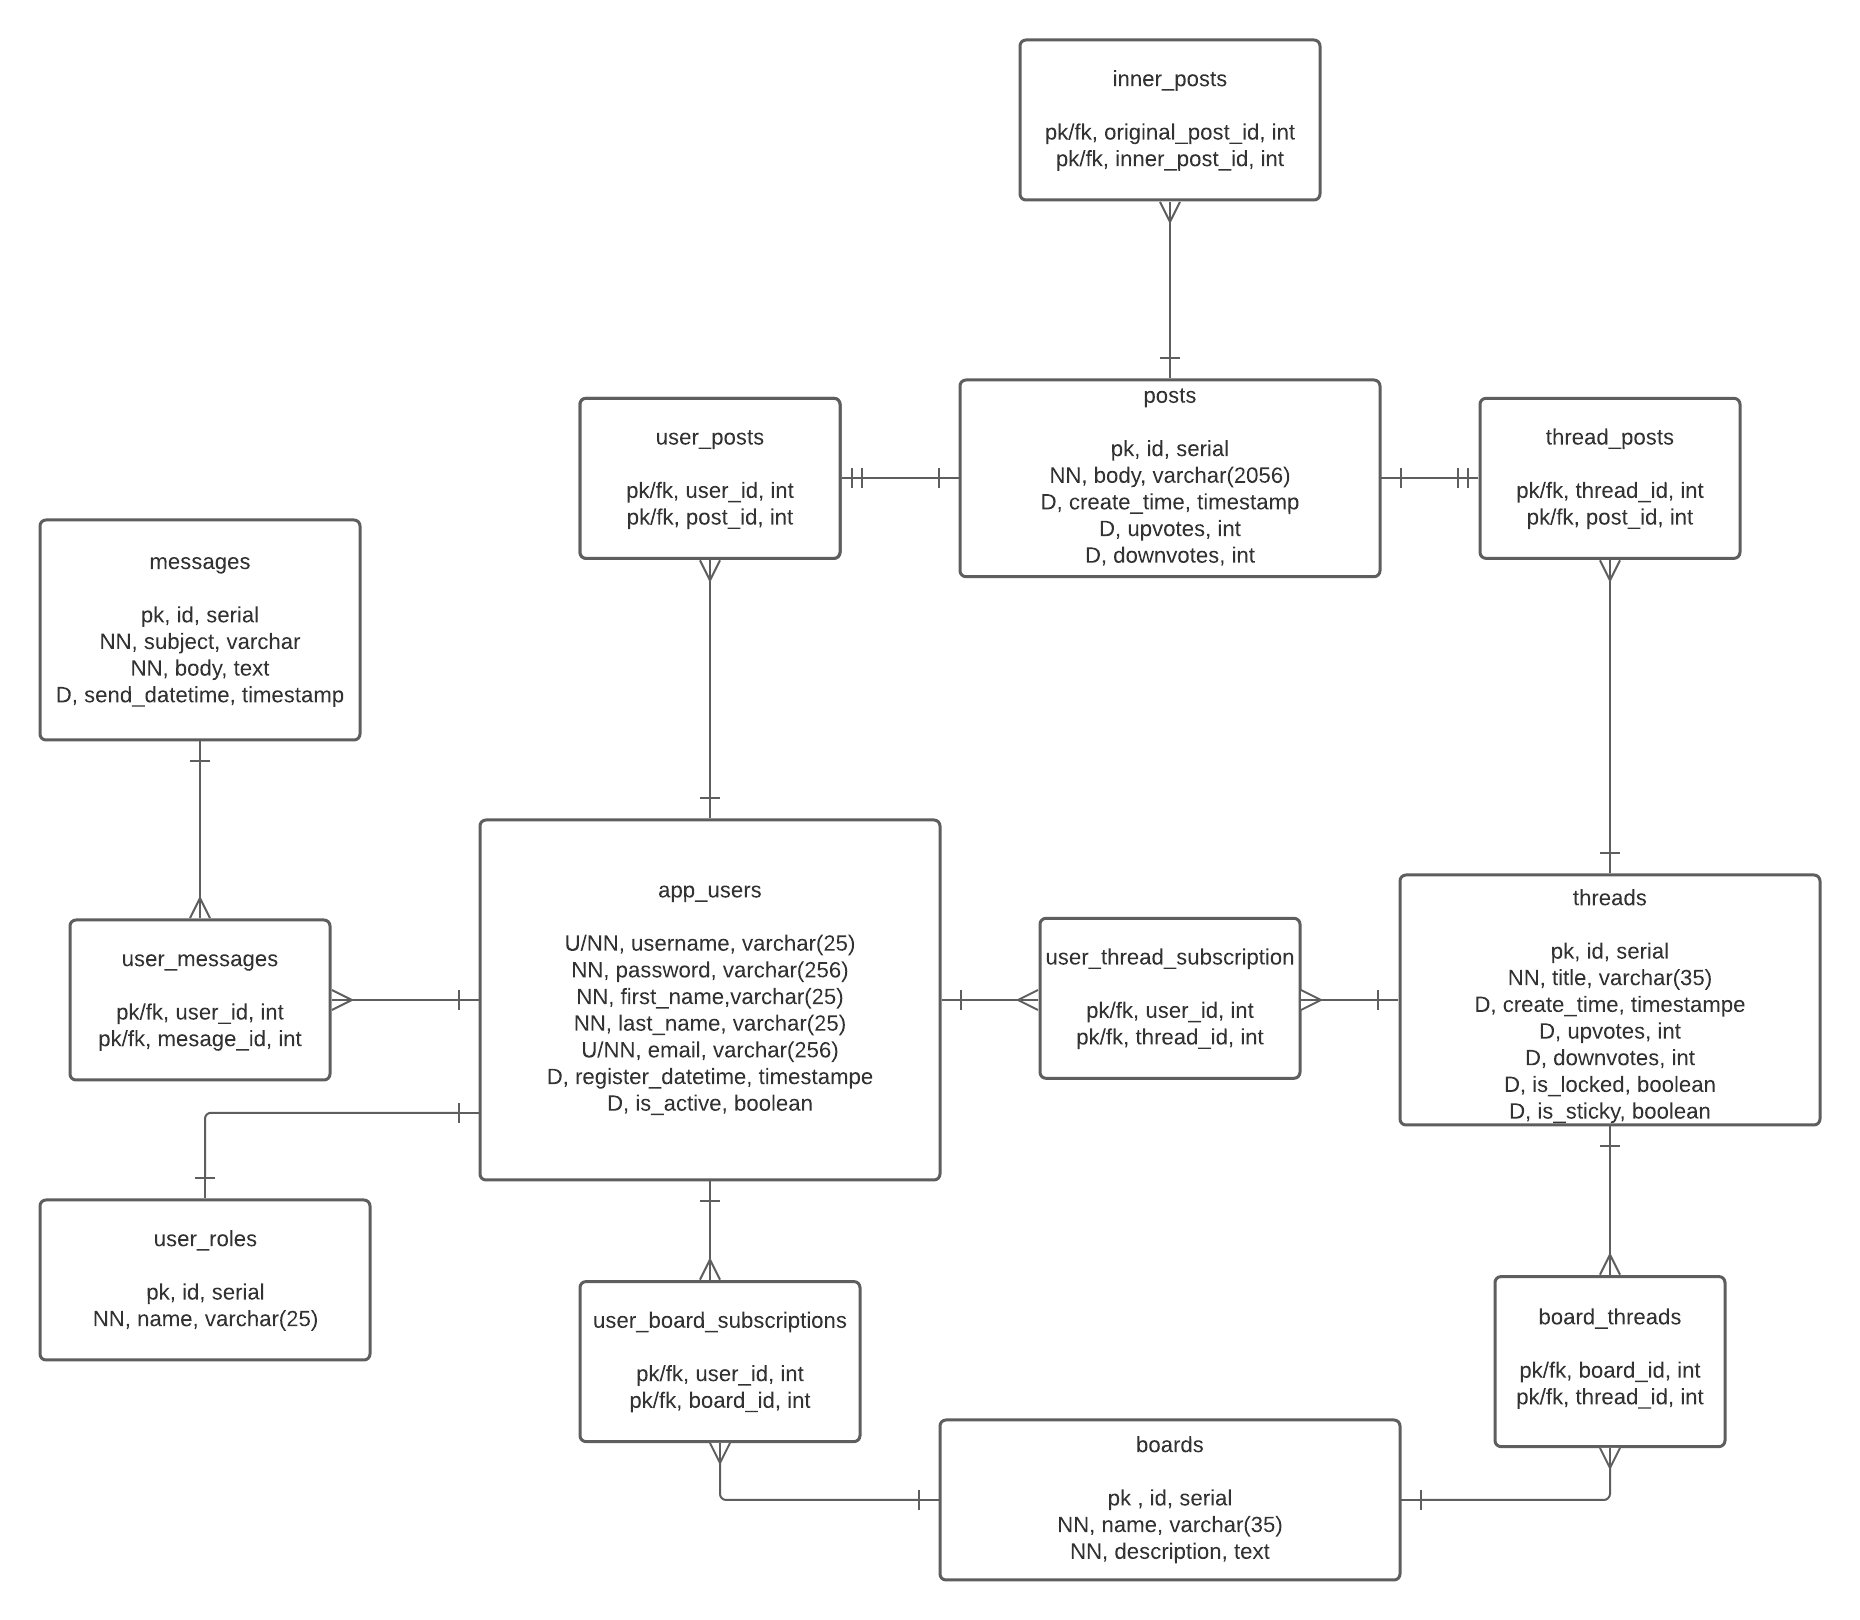 inner_posts
pk/fk, original_post_id, int
pk/fk, inner_post_id, int
posts
pk, id, serial
NN, body, varchar(2056)
D, create_time, timestamp
D, upvotes, int
D, downvotes, int
user_posts
pk/fk, user_id, int
pk/fk, post_id, int
thread_posts
pk/fk, thread_id, int
pk/fk, post_id, int
messages
pk, id, serial
NN, subject, varchar
NN, body, text
D, send_datetime, timestamp
app_users
U/NN, username, varchar(25)
NN, password, varchar(256)
NN, first_name,varchar(25)
NN, last_name, varchar(25)
U/NN, email, varchar(256)
D, register_datetime, timestampe
D, is_active, boolean
threads
pk, id, serial
NN, title, varchar(35)
D, create_time, timestampe
D, upvotes, int
D, downvotes, int
D, is_locked, boolean
D, is_sticky, boolean
user_messages
pk/fk, user_id, int
pk/fk, mesage_id, int
user_thread_subscription
pk/fk, user_id, int
pk/fk, thread_id, int
user_roles
pk, id, serial
NN, name, varchar(25)
user_board_subscriptions
pk/fk, user_id, int
pk/fk, board_id, int
board_threads
pk/fk, board_id, int
pk/fk, thread_id, int
boards
pk , id, serial
NN, name, varchar(35)
NN, description, text